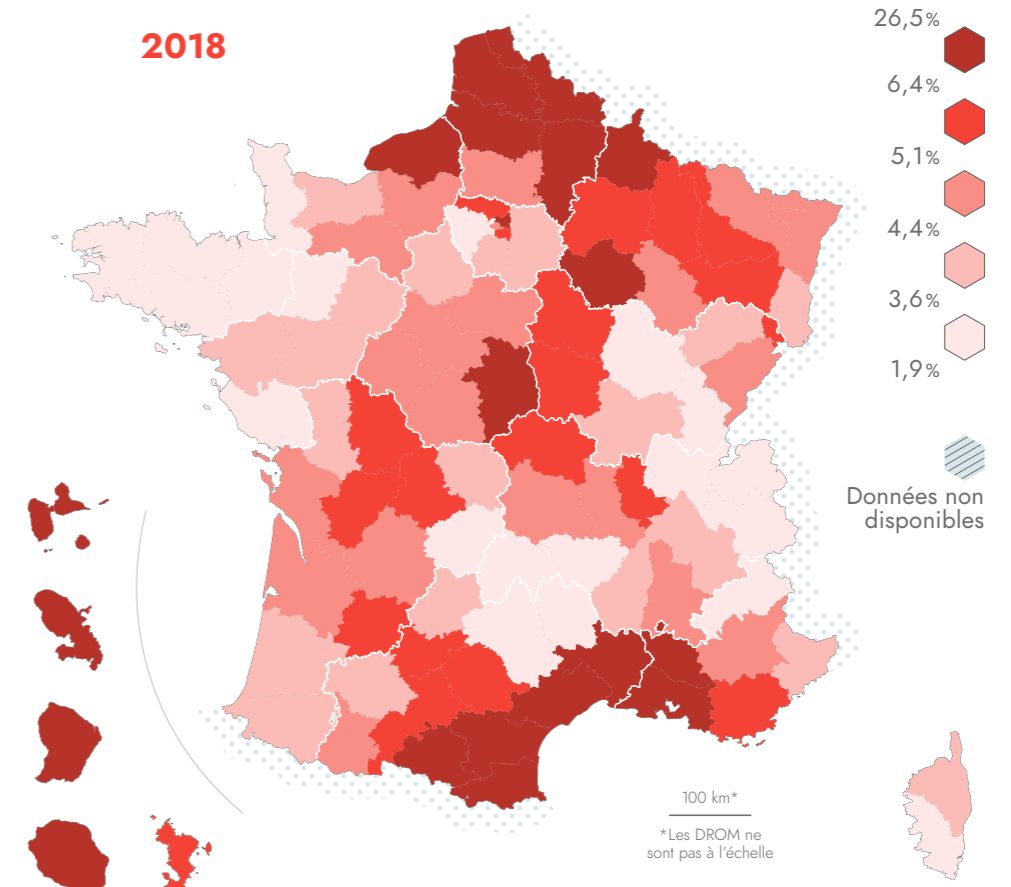 2018
26,5%
6,4%
5,1%
4,4%
3,6%
1,9%
Données non
disponibles
100 km*
*Les DROM ne
sont pas à l'échelle